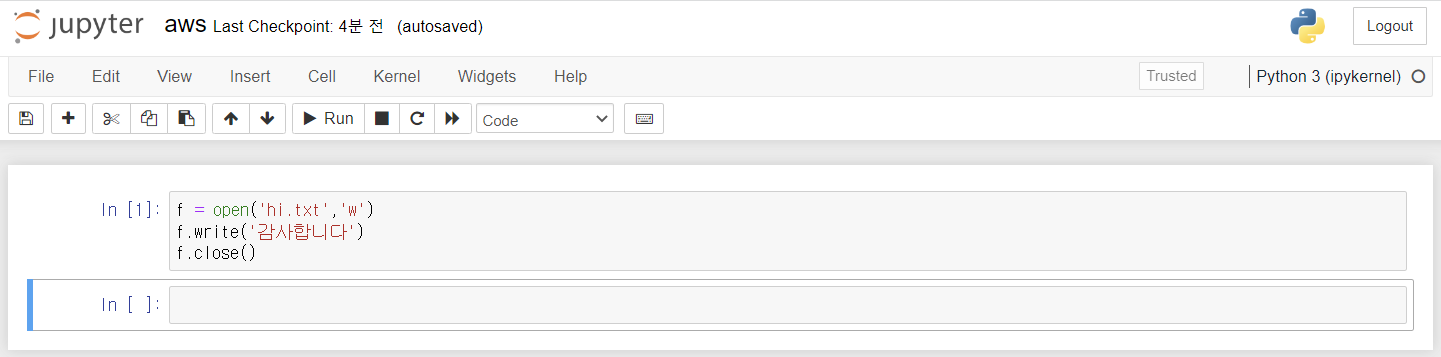 jupyter aws Last Checkpoint: 4분 전 (autosaved) Logout
File Edit View Insert Cell Kernel Widgets Help Trusted Python 3 (ipykernel)
Run Code
In [1]: f = open('hi.txt','w')
f.write('감사합니다')
f.close()
In [ ]: